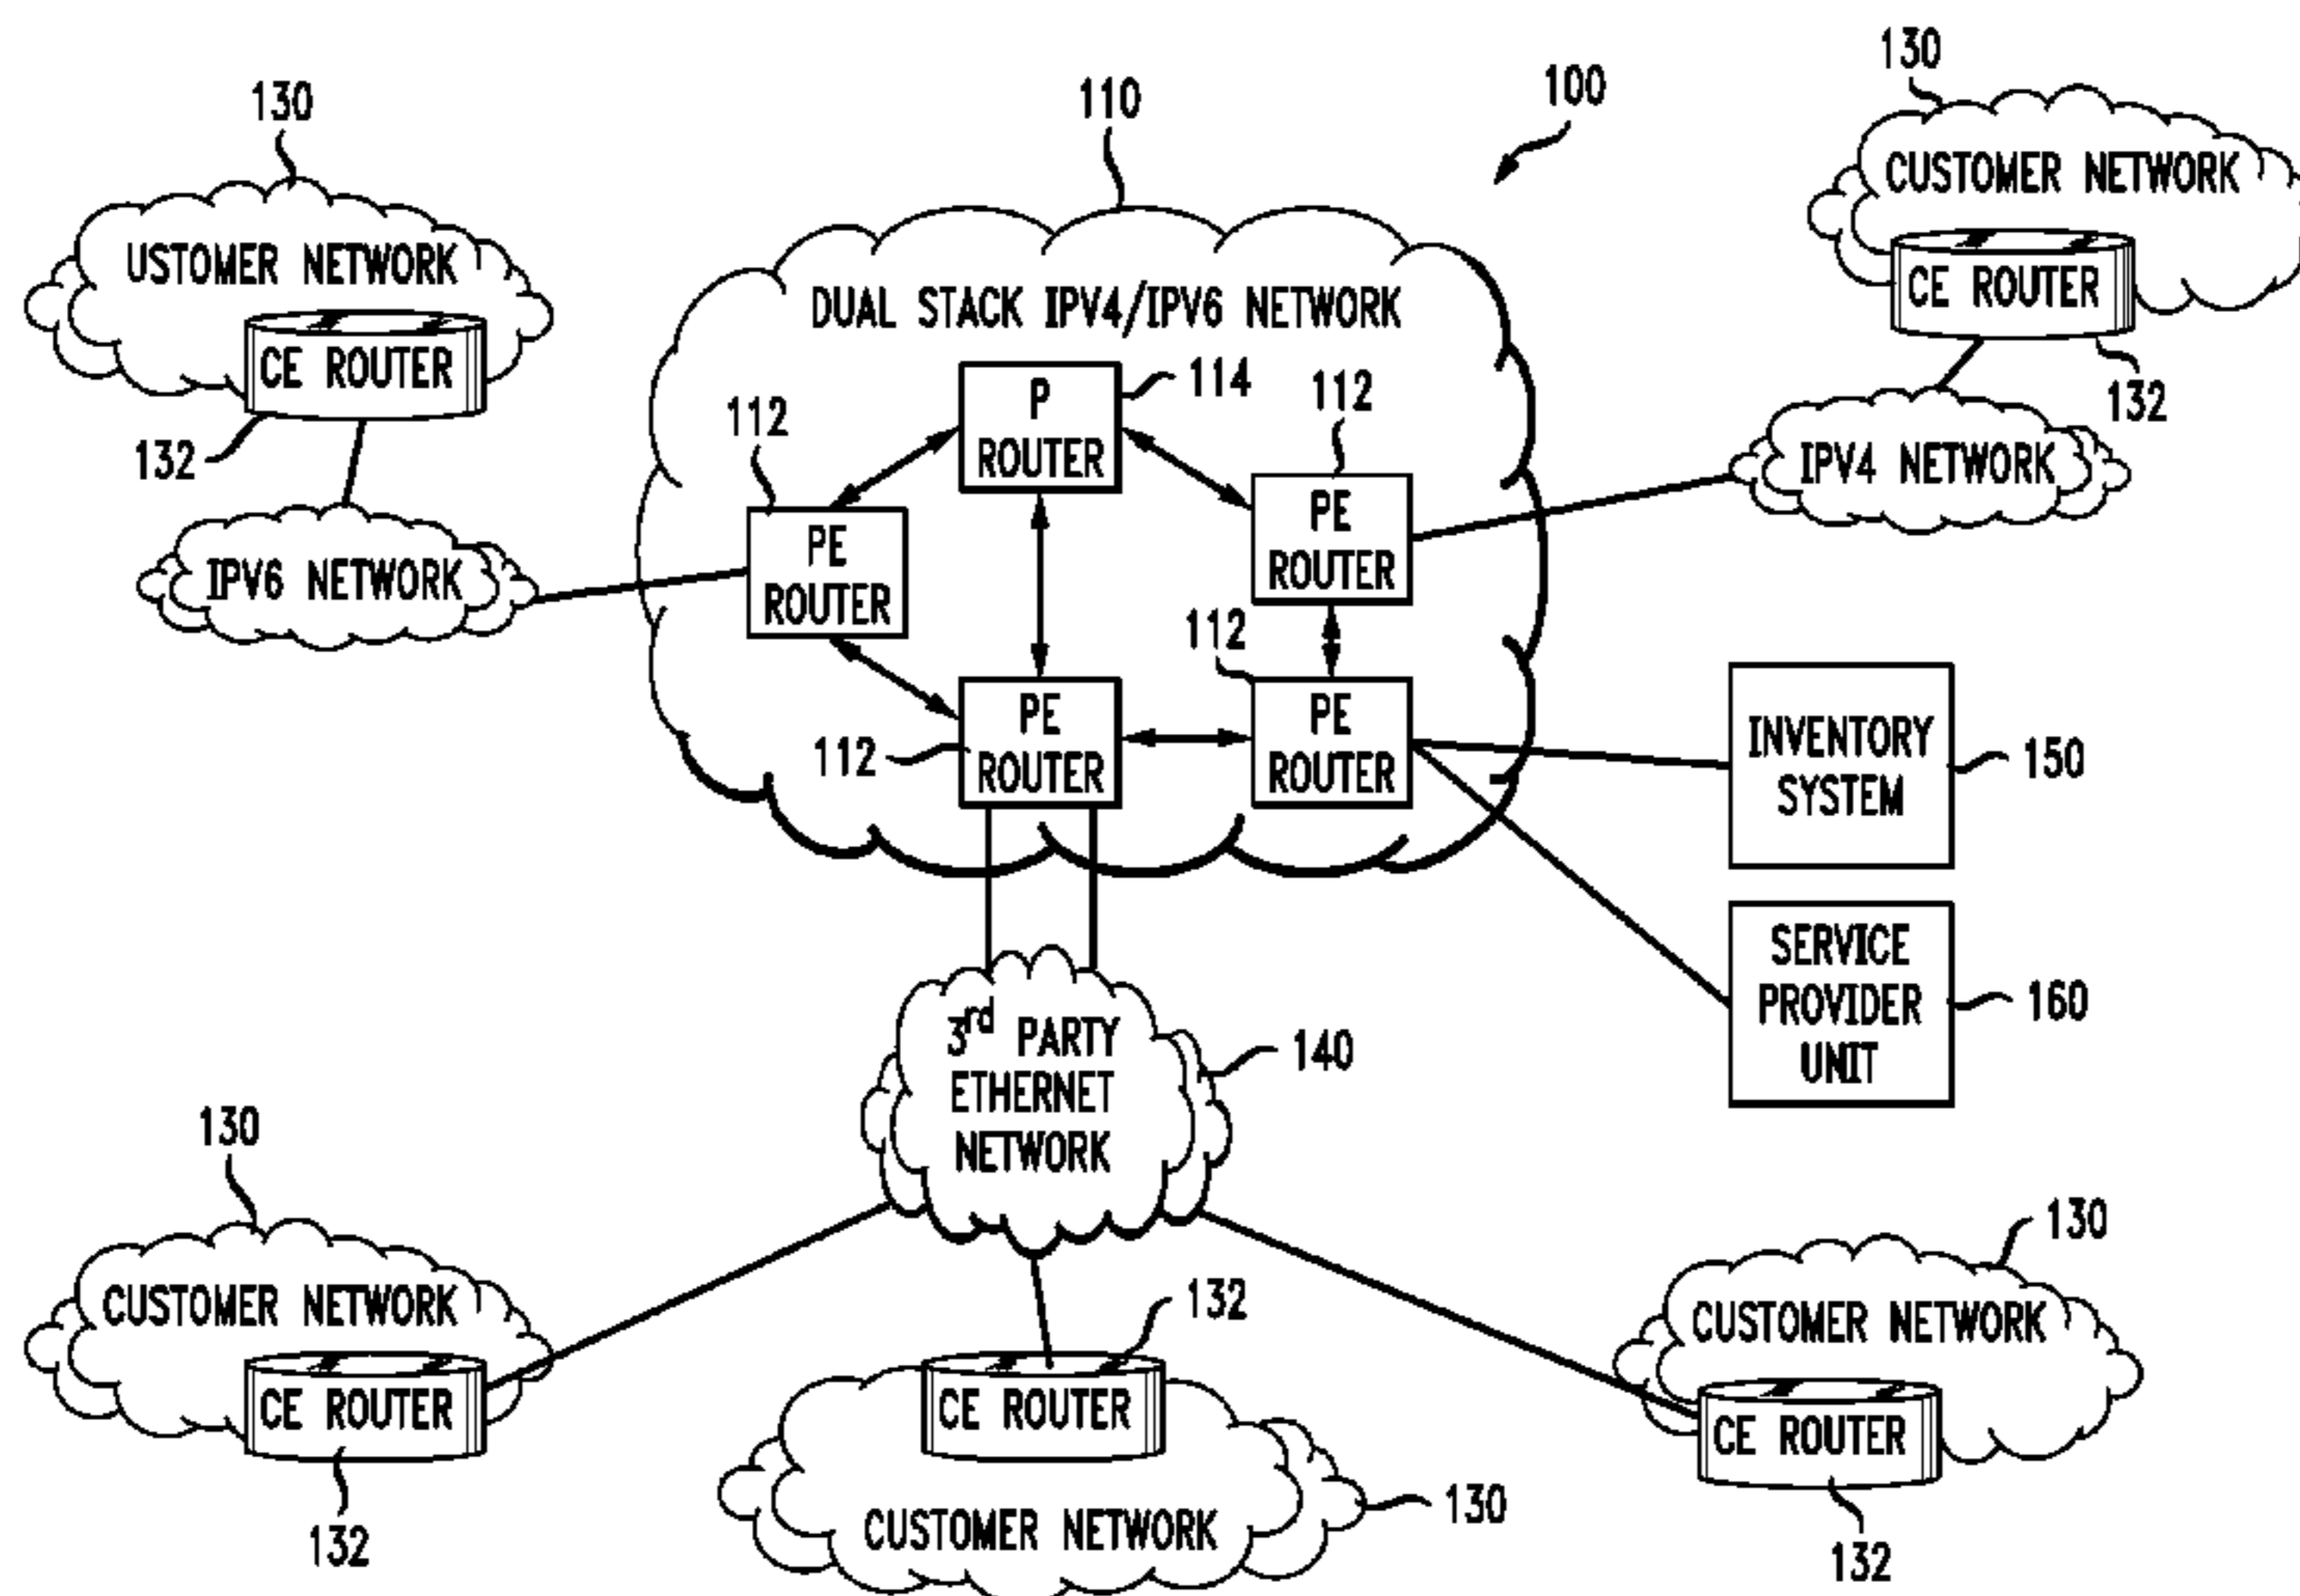 130
110
100
130
USTOMER NETWORK
CE ROUTER
132
IPV6 NETWORK
DUAL STACK IPV4/IPV6 NETWORK
P
ROUTER
114
112
PE
ROUTER
112
PE
ROUTER
112
PE
ROUTER
112
PE
ROUTER
CUSTOMER NETWORK
CE ROUTER
132
IPV4 NETWORK
INVENTORY
SYSTEM
150
SERVICE
PROVIDER
UNIT
160
3rd PARTY
ETHERNET
NETWORK
140
130
CUSTOMER NETWORK
CE ROUTER
132
132
CE ROUTER
CUSTOMER NETWORK
130
130
CUSTOMER NETWORK
CE ROUTER
132